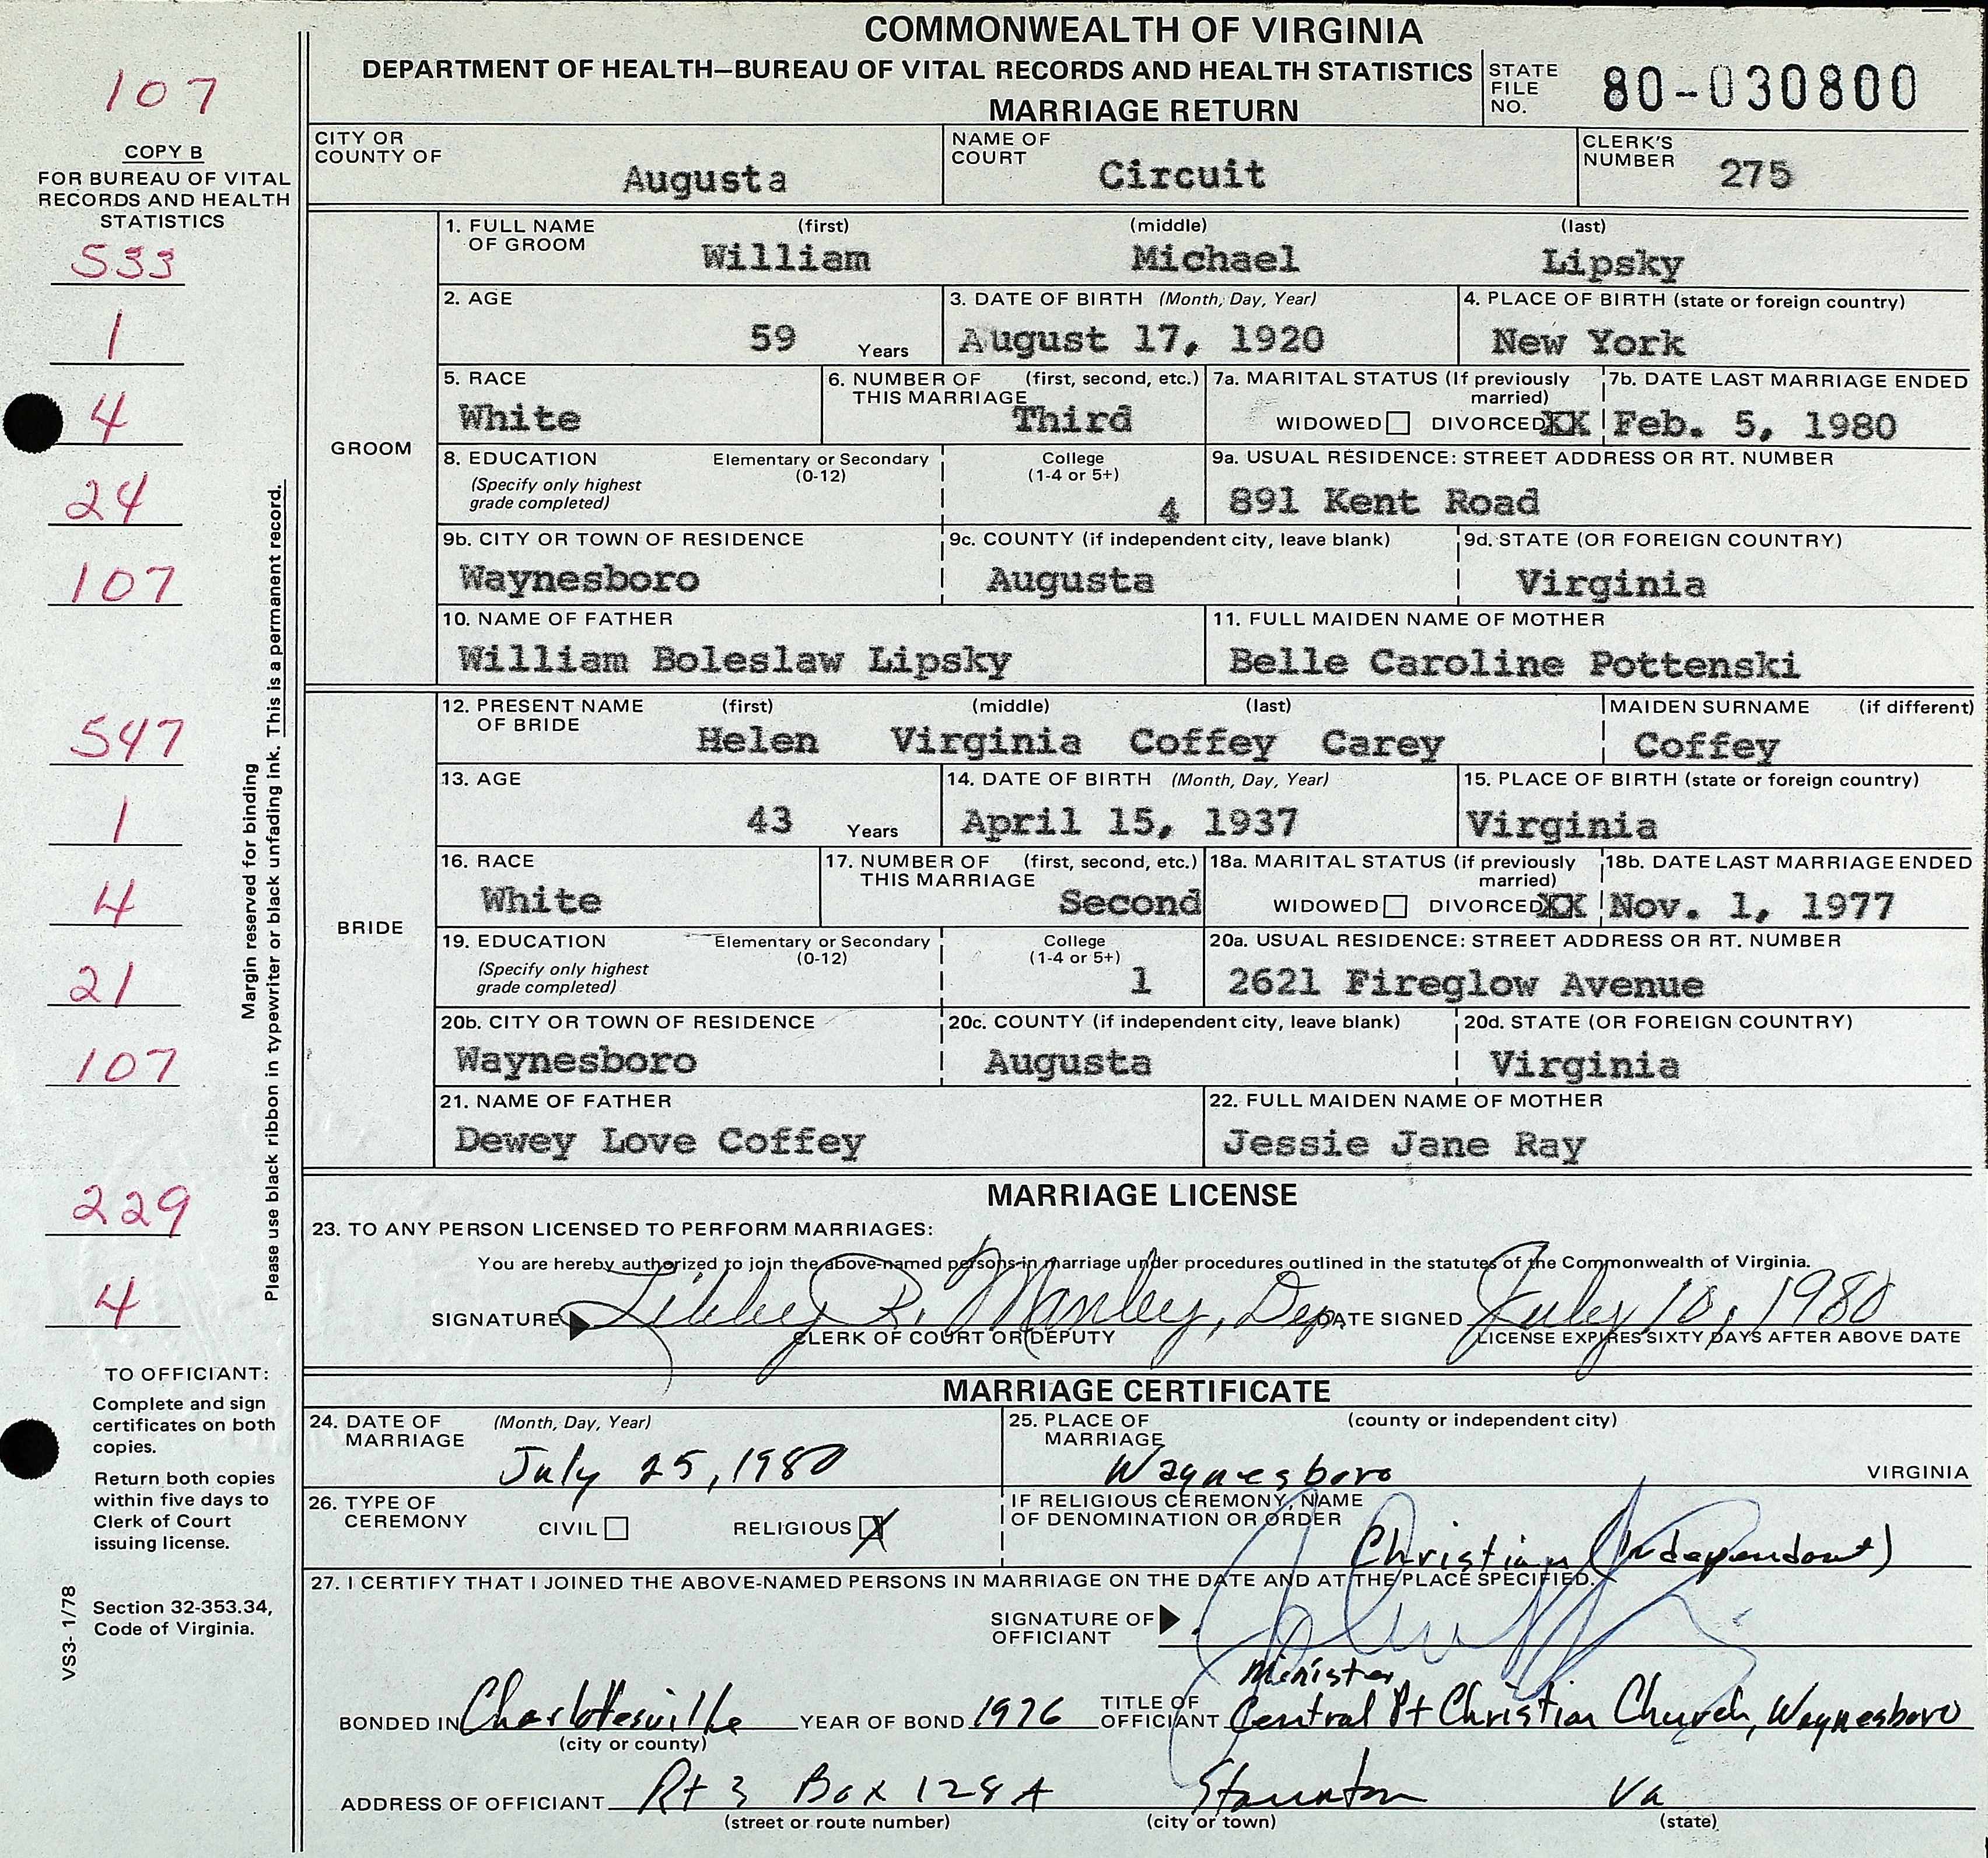 COMMONWEALTH OF VIRGINIA
DEPARTMENT OF HEALTH—BUREAU OF VITAL RECORDS AND HEALTH STATISTICS
MARRIAGE RETURN
STATE FILE NO. 80-030800
107
COPY B
FOR BUREAU OF VITAL
RECORDS AND HEALTH
STATISTICS
533
1
4
24
107
547
1
4
21
107
229
4
Margin reserved for binding
Please use black ribbon in typewriter or black unfading ink. This is a permanent record.
TO OFFICIANT:
Complete and sign
certificates on both
copies.
Return both copies
within five days to
Clerk of Court
issuing license.
Section 32-353.34,
Code of Virginia.
VS3- 1/78
CITY OR COUNTY OF Augusta
NAME OF COURT Circuit
CLERK'S NUMBER 275
GROOM
1. FULL NAME OF GROOM (first) (middle) (last)
William Michael Lipsky
2. AGE 59 Years
3. DATE OF BIRTH (Month, Day, Year) August 17, 1920
4. PLACE OF BIRTH (state or foreign country) New York
5. RACE White
6. NUMBER OF THIS MARRIAGE (first, second, etc.) Third
7a. MARITAL STATUS (If previously married) WIDOWED DIVORCED XX
7b. DATE LAST MARRIAGE ENDED Feb. 5, 1980
8. EDUCATION (Specify only highest grade completed) Elementary or Secondary (0-12) College (1-4 or 5+) 4
9a. USUAL RESIDENCE: STREET ADDRESS OR RT. NUMBER 891 Kent Road
9b. CITY OR TOWN OF RESIDENCE Waynesboro
9c. COUNTY (if independent city, leave blank) Augusta
9d. STATE (OR FOREIGN COUNTRY) Virginia
10. NAME OF FATHER William Boleslaw Lipsky
11. FULL MAIDEN NAME OF MOTHER Belle Caroline Pottenski
BRIDE
12. PRESENT NAME OF BRIDE (first) (middle) (last) MAIDEN SURNAME (if different)
Helen Virginia Coffey Carey Coffey
13. AGE 43 Years
14. DATE OF BIRTH (Month, Day, Year) April 15, 1937
15. PLACE OF BIRTH (state or foreign country) Virginia
16. RACE White
17. NUMBER OF THIS MARRIAGE (first, second, etc.) Second
18a. MARITAL STATUS (if previously married) WIDOWED DIVORCED XX
18b. DATE LAST MARRIAGE ENDED Nov. 1, 1977
19. EDUCATION (Specify only highest grade completed) Elementary or Secondary (0-12) College (1-4 or 5+) 1
20a. USUAL RESIDENCE: STREET ADDRESS OR RT. NUMBER 2621 Fireglow Avenue
20b. CITY OR TOWN OF RESIDENCE Waynesboro
20c. COUNTY (if independent city, leave blank) Augusta
20d. STATE (OR FOREIGN COUNTRY) Virginia
21. NAME OF FATHER Dewey Love Coffey
22. FULL MAIDEN NAME OF MOTHER Jessie Jane Ray
MARRIAGE LICENSE
23. TO ANY PERSON LICENSED TO PERFORM MARRIAGES:
You are hereby authorized to join the above-named persons in marriage under procedures outlined in the statutes of the Commonwealth of Virginia.
SIGNATURE Libby R. Manley, Dep. DATE SIGNED July 10, 1980
CLERK OF COURT OR DEPUTY LICENSE EXPIRES SIXTY DAYS AFTER ABOVE DATE
MARRIAGE CERTIFICATE
24. DATE OF MARRIAGE (Month, Day, Year) July 25, 1980
25. PLACE OF MARRIAGE (county or independent city) Waynesboro VIRGINIA
26. TYPE OF CEREMONY CIVIL RELIGIOUS X
IF RELIGIOUS CEREMONY, NAME OF DENOMINATION OR ORDER Christian (Independent)
27. I CERTIFY THAT I JOINED THE ABOVE-NAMED PERSONS IN MARRIAGE ON THE DATE AND AT THE PLACE SPECIFIED.
SIGNATURE OF OFFICIANT
BONDED IN Charlottesville YEAR OF BOND 1976 TITLE OF OFFICIANT Minister Central Pt Christian Church, Waynesboro
(city or county)
ADDRESS OF OFFICIANT Rt 3 Box 128A Staunton Va
(street or route number) (city or town) (state)